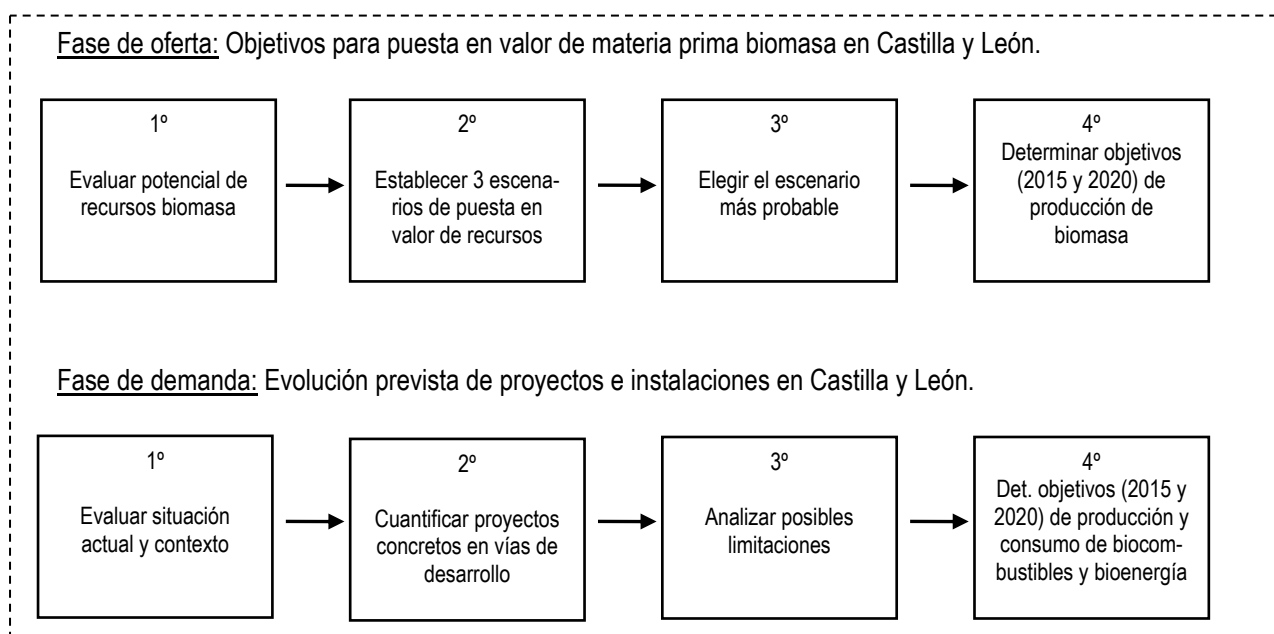 Fase de oferta: Objetivos para puesta en valor de materia prima biomasa en Castilla y León.
1º
Evaluar potencial de
recursos biomasa
2º
Establecer 3 escena-
rios de puesta en
valor de recursos
3º
Elegir el escenario
más probable
4º
Determinar objetivos
(2015 y 2020) de
producción de
biomasa
Fase de demanda: Evolución prevista de proyectos e instalaciones en Castilla y León.
1º
Evaluar situación
actual y contexto
2º
Cuantificar proyectos
concretos en vías de
desarrollo
3º
Analizar posibles
limitaciones
4º
Det. objetivos (2015 y
2020) de producción y
consumo de biocom-
bustibles y bioenergía